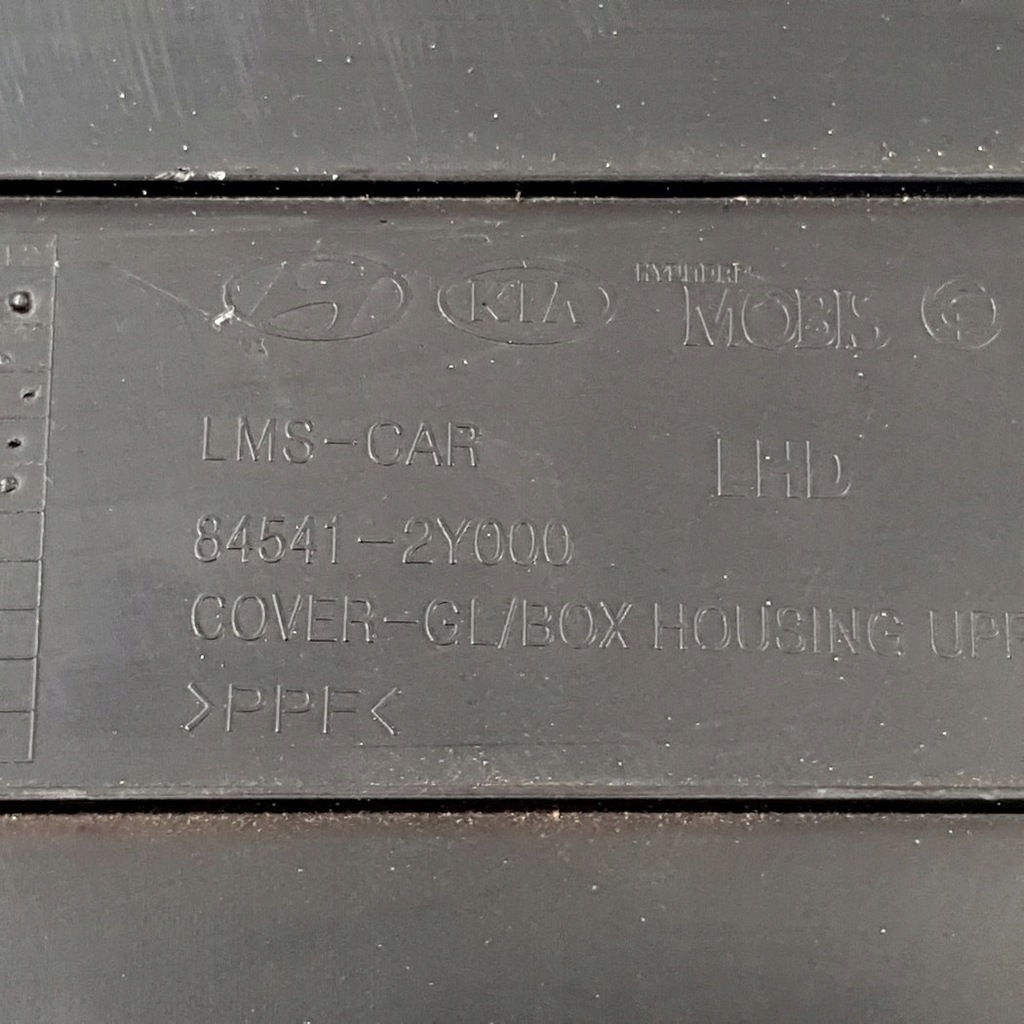 KIA
HYUNDAI
MOBIS
LMS-CAR
LHD
84541-2Y000
COVER-GL/BOX HOUSING UPP
>PPF<